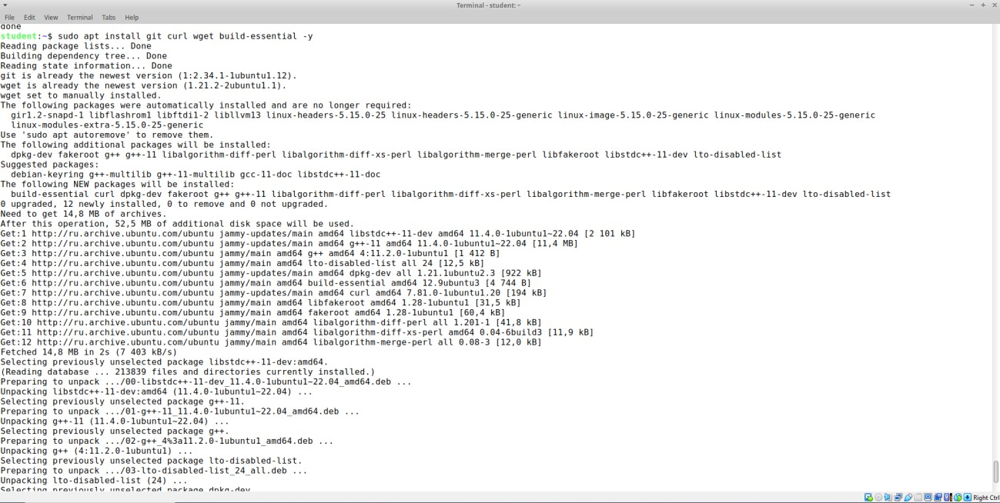 Terminal - student: ~
File Edit View Terminal Tabs Help
done
student:~$ sudo apt install git curl wget build-essential -y
Reading package lists... Done
Building dependency tree... Done
Reading state information... Done
git is already the newest version (1:2.34.1-1ubuntu1.12).
wget is already the newest version (1.21.2-2ubuntu1.1).
wget set to manually installed.
The following packages were automatically installed and are no longer required:
  gir1.2-snapd-1 libflashrom1 libftdi1-2 libllvm13 linux-headers-5.15.0-25 linux-headers-5.15.0-25-generic linux-image-5.15.0-25-generic linux-modules-5.15.0-25-generic
  linux-modules-extra-5.15.0-25-generic
Use 'sudo apt autoremove' to remove them.
The following additional packages will be installed:
  dpkg-dev fakeroot g++ g++-11 libalgorithm-diff-perl libalgorithm-diff-xs-perl libalgorithm-merge-perl libfakeroot libstdc++-11-dev lto-disabled-list
Suggested packages:
  debian-keyring g++-multilib g++-11-multilib gcc-11-doc libstdc++-11-doc
The following NEW packages will be installed:
  build-essential curl dpkg-dev fakeroot g++ g++-11 libalgorithm-diff-perl libalgorithm-diff-xs-perl libalgorithm-merge-perl libfakeroot libstdc++-11-dev lto-disabled-list
0 upgraded, 12 newly installed, 0 to remove and 0 not upgraded.
Need to get 14,8 MB of archives.
After this operation, 52,5 MB of additional disk space will be used.
Get:1 http://ru.archive.ubuntu.com/ubuntu jammy-updates/main amd64 libstdc++-11-dev amd64 11.4.0-1ubuntu1~22.04 [2 101 kB]
Get:2 http://ru.archive.ubuntu.com/ubuntu jammy-updates/main amd64 g++-11 amd64 11.4.0-1ubuntu1~22.04 [11,4 MB]
Get:3 http://ru.archive.ubuntu.com/ubuntu jammy/main amd64 g++ amd64 4:11.2.0-1ubuntu1 [1 412 B]
Get:4 http://ru.archive.ubuntu.com/ubuntu jammy/main amd64 lto-disabled-list all 24 [12,5 kB]
Get:5 http://ru.archive.ubuntu.com/ubuntu jammy-updates/main amd64 dpkg-dev all 1.21.1ubuntu2.3 [922 kB]
Get:6 http://ru.archive.ubuntu.com/ubuntu jammy/main amd64 build-essential amd64 12.9ubuntu3 [4 744 B]
Get:7 http://ru.archive.ubuntu.com/ubuntu jammy-updates/main amd64 curl amd64 7.81.0-1ubuntu1.20 [194 kB]
Get:8 http://ru.archive.ubuntu.com/ubuntu jammy/main amd64 libfakeroot amd64 1.28-1ubuntu1 [31,5 kB]
Get:9 http://ru.archive.ubuntu.com/ubuntu jammy/main amd64 fakeroot amd64 1.28-1ubuntu1 [60,4 kB]
Get:10 http://ru.archive.ubuntu.com/ubuntu jammy/main amd64 libalgorithm-diff-perl all 1.201-1 [41,8 kB]
Get:11 http://ru.archive.ubuntu.com/ubuntu jammy/main amd64 libalgorithm-diff-xs-perl amd64 0.04-6build3 [11,9 kB]
Get:12 http://ru.archive.ubuntu.com/ubuntu jammy/main amd64 libalgorithm-merge-perl all 0.08-3 [12,0 kB]
Fetched 14,8 MB in 2s (7 403 kB/s)
Selecting previously unselected package libstdc++-11-dev:amd64.
(Reading database ... 213839 files and directories currently installed.)
Preparing to unpack .../00-libstdc++-11-dev_11.4.0-1ubuntu1~22.04_amd64.deb ...
Unpacking libstdc++-11-dev:amd64 (11.4.0-1ubuntu1~22.04) ...
Selecting previously unselected package g++-11.
Preparing to unpack .../01-g++-11_11.4.0-1ubuntu1~22.04_amd64.deb ...
Unpacking g++-11 (11.4.0-1ubuntu1~22.04) ...
Selecting previously unselected package g++.
Preparing to unpack .../02-g++_4%3a11.2.0-1ubuntu1_amd64.deb ...
Unpacking g++ (4:11.2.0-1ubuntu1) ...
Selecting previously unselected package lto-disabled-list.
Preparing to unpack .../03-lto-disabled-list_24_all.deb ...
Unpacking lto-disabled-list (24) ...
Selecting previously unselected package dpkg-dev.
Right Ctrl